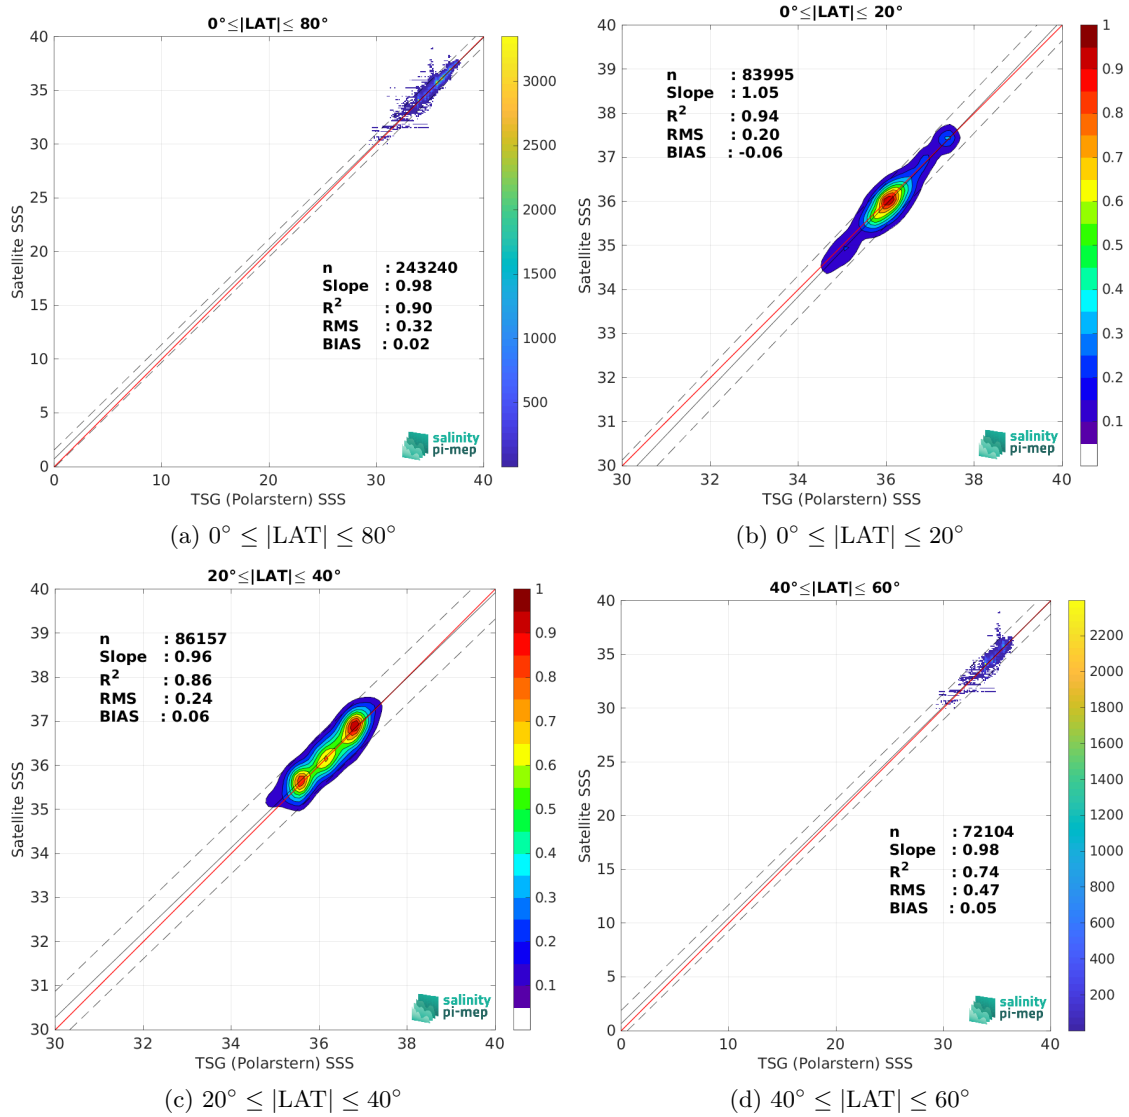 0°≤|LAT|≤ 80°
40
35
30
25
20
15
10
5
0
Satellite SSS
n : 243240
Slope : 0.98
R² : 0.90
RMS : 0.32
BIAS : 0.02
salinity
pi-mep
0 10 20 30 40
TSG (Polarstern) SSS
3000
2500
2000
1500
1000
500
(a) 0° ≤ |LAT| ≤ 80°
0°≤|LAT|≤ 20°
40
39
38
37
36
35
34
33
32
31
30
Satellite SSS
n : 83995
Slope : 1.05
R² : 0.94
RMS : 0.20
BIAS : -0.06
salinity
pi-mep
30 32 34 36 38 40
TSG (Polarstern) SSS
1
0.9
0.8
0.7
0.6
0.5
0.4
0.3
0.2
0.1
(b) 0° ≤ |LAT| ≤ 20°
20°≤|LAT|≤ 40°
40
39
38
37
36
35
34
33
32
31
30
Satellite SSS
n : 86157
Slope : 0.96
R² : 0.86
RMS : 0.24
BIAS : 0.06
salinity
pi-mep
30 32 34 36 38 40
TSG (Polarstern) SSS
1
0.9
0.8
0.7
0.6
0.5
0.4
0.3
0.2
0.1
(c) 20° ≤ |LAT| ≤ 40°
40°≤|LAT|≤ 60°
40
35
30
25
20
15
10
5
0
Satellite SSS
n : 72104
Slope : 0.98
R² : 0.74
RMS : 0.47
BIAS : 0.05
salinity
pi-mep
0 10 20 30 40
TSG (Polarstern) SSS
2200
2000
1800
1600
1400
1200
1000
800
600
400
200
(d) 40° ≤ |LAT| ≤ 60°